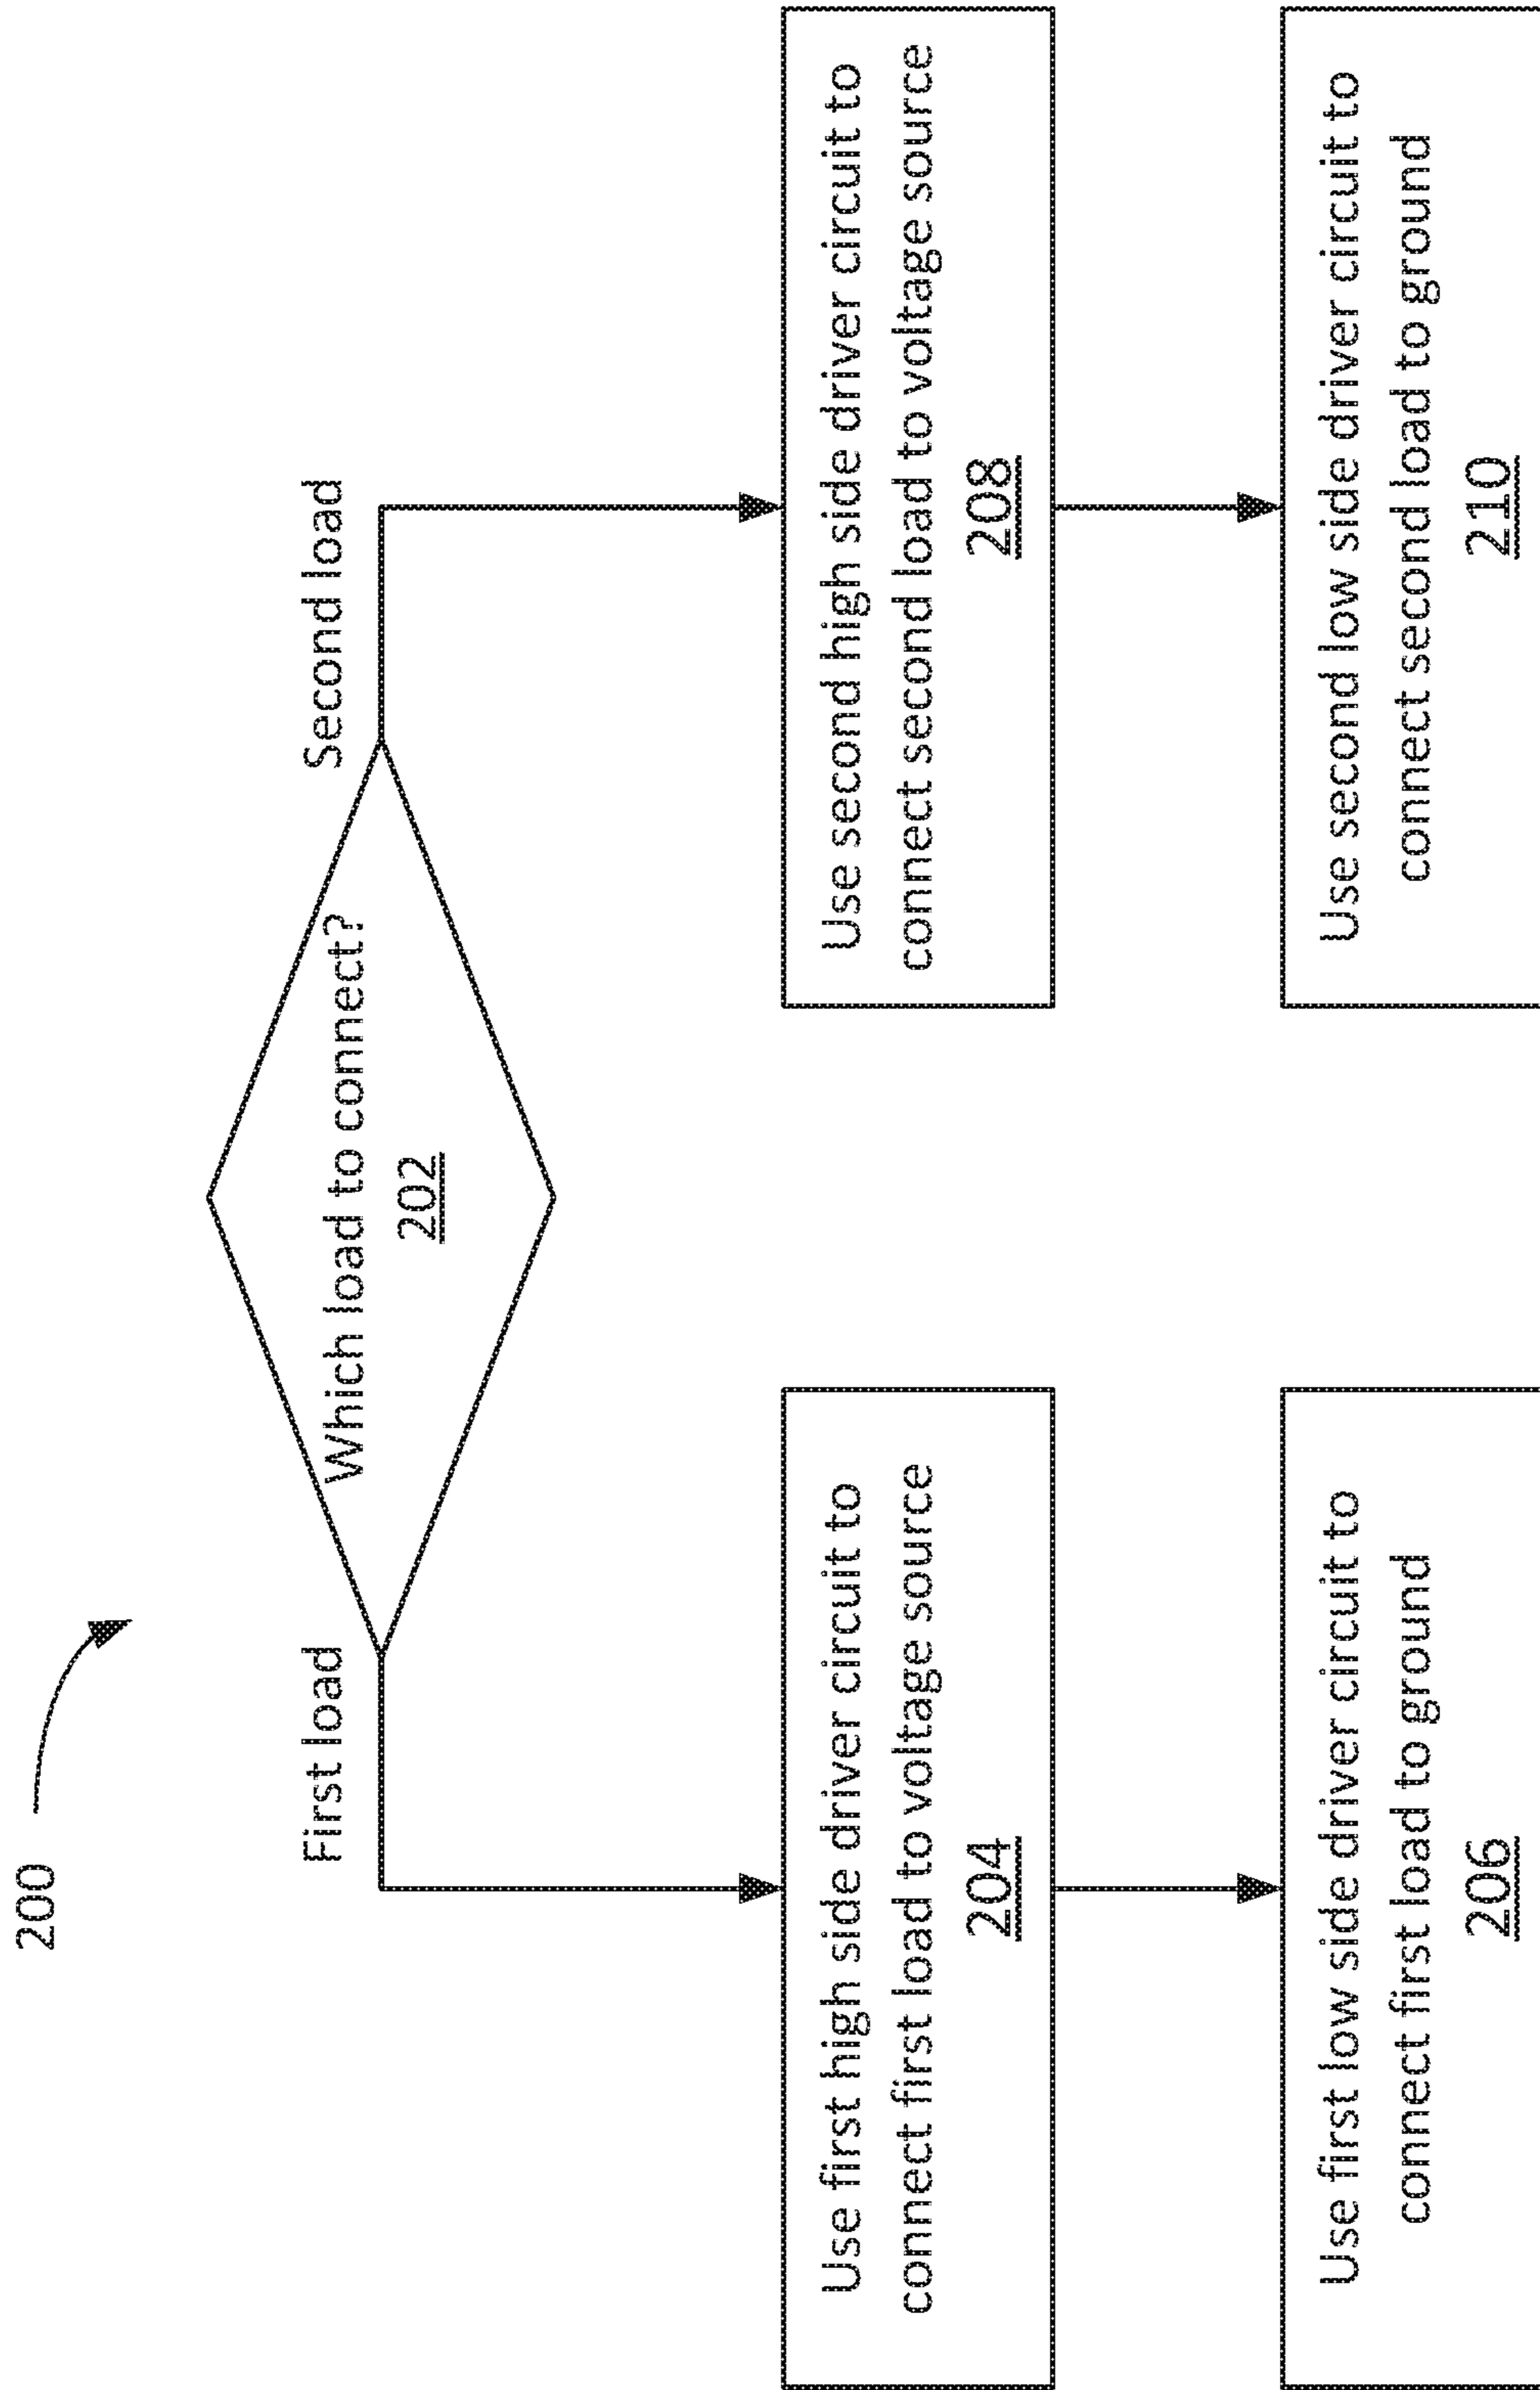 200
Which load to connect?
202
First load
Second load
Use first high side driver circuit to
connect first load to voltage source
204
Use second high side driver circuit to
connect second load to voltage source
208
Use first low side driver circuit to
connect first load to ground
206
Use second low side driver circuit to
connect second load to ground
210